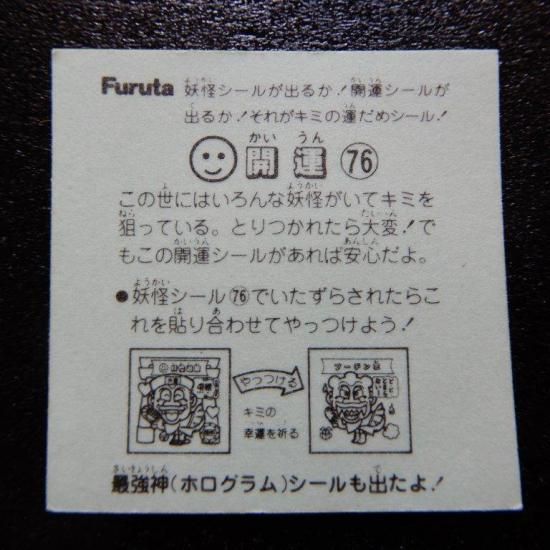 Furuta 妖怪シールが出るか!開運シールが
出るか!それがキミの運だめシール!
開運 76
この世にはいろんな妖怪がいてキミを
狙っている。とりつかれたら大変!で
もこの開運シールがあれば安心だよ。
●妖怪シール76でいたずらされたらこ
れを貼り合わせてやっつけよう!
やっつける
キミの
幸運を祈る
最強神(ホログラム)シールも出たよ!